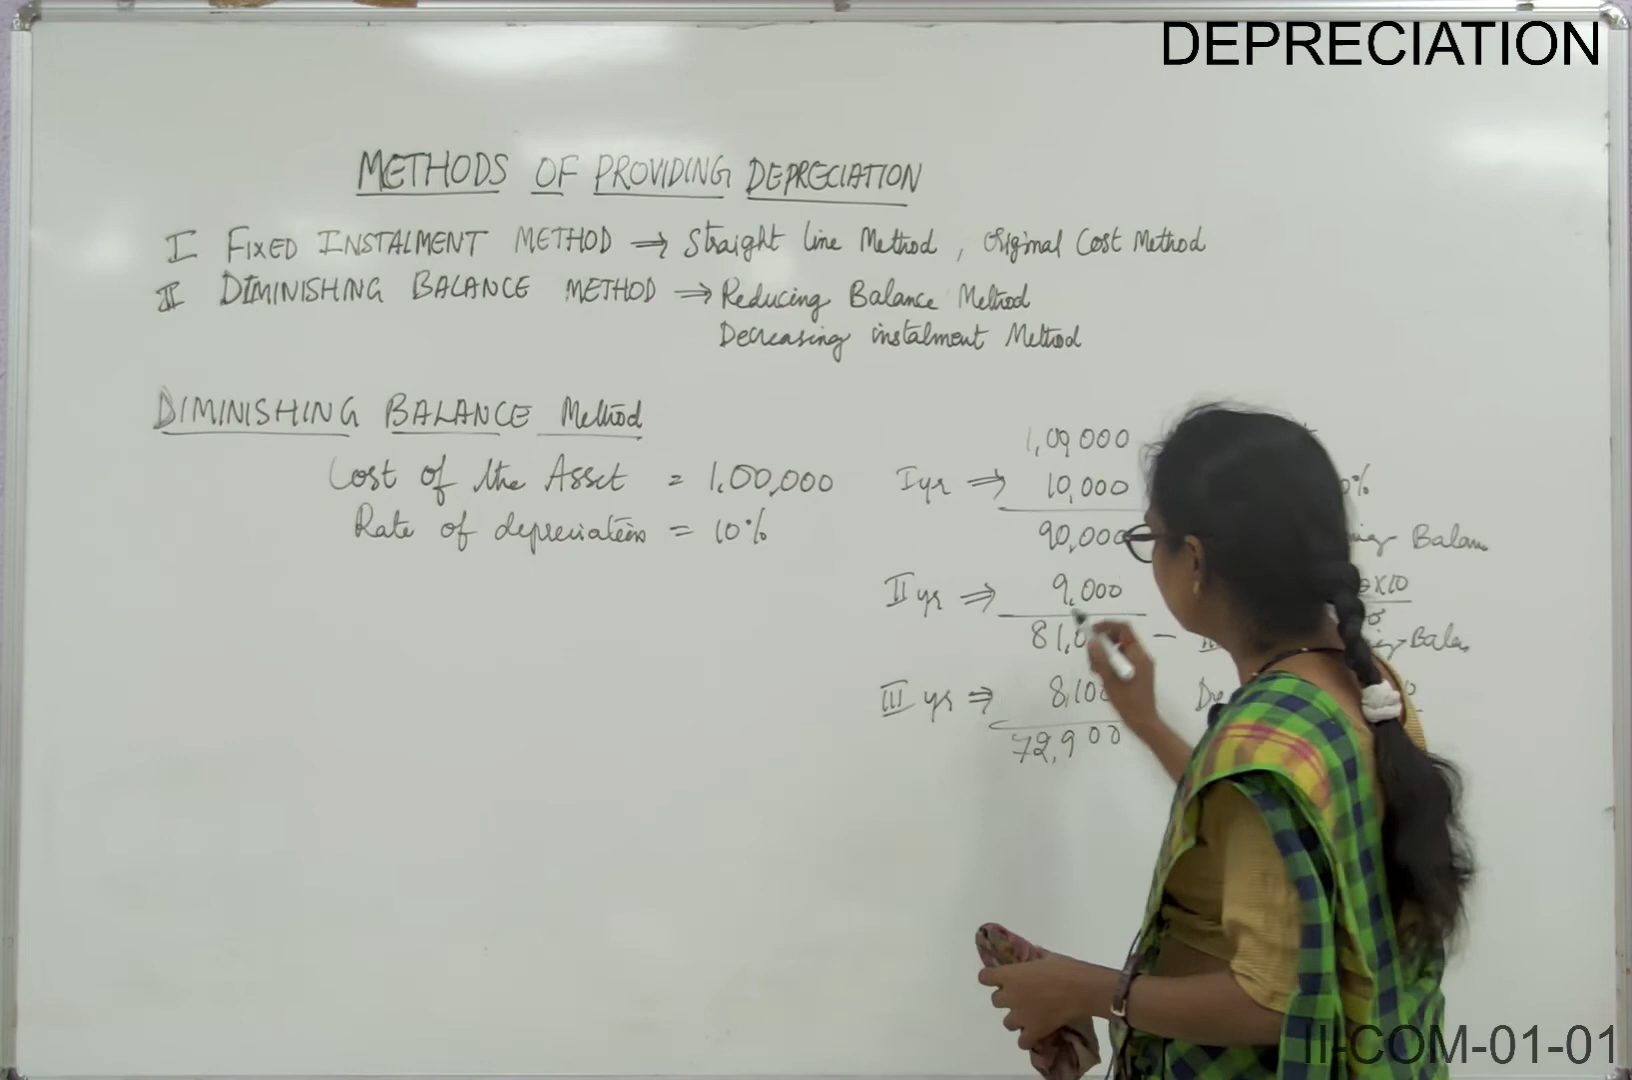 DEPRECIATION
METHODS OF PROVIDING DEPRECIATION
I FIXED INSTALMENT METHOD ⇒ Straight line Method, Original Cost Method
II DIMINISHING BALANCE METHOD ⇒ Reducing Balance Method
Decreasing instalment Method
DIMINISHING BALANCE Method
Cost of the Asset = 1,00,000
Rate of depreciation = 10%
1,00,000
I yr ⇒ 10,000
90,000 Balan
II yr ⇒ 9,000 x10
81,0 – Bala
III yr ⇒ 8,100
72,900
II-COM-01-01